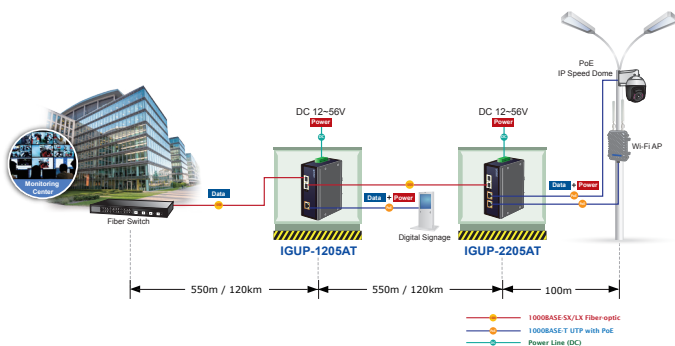 PoE
IP Speed Dome
DC 12~56V
Power
DC
DC 12~56V
Power
DC
Wi-Fi AP
Monitoring
Center
Data
Data + Power
Data + Power
Fiber Switch
Digital Signage
IGUP-1205AT
IGUP-2205AT
550m / 120km
550m / 120km
100m
1000BASE-SX/LX Fiber-optic
1000BASE-T UTP with PoE
Power Line (DC)